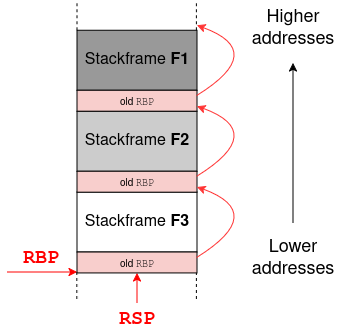 Higher
addresses
Stackframe F1
old RBP
Stackframe F2
old RBP
Stackframe F3
Lower
addresses
RBP
old RBP
RSP